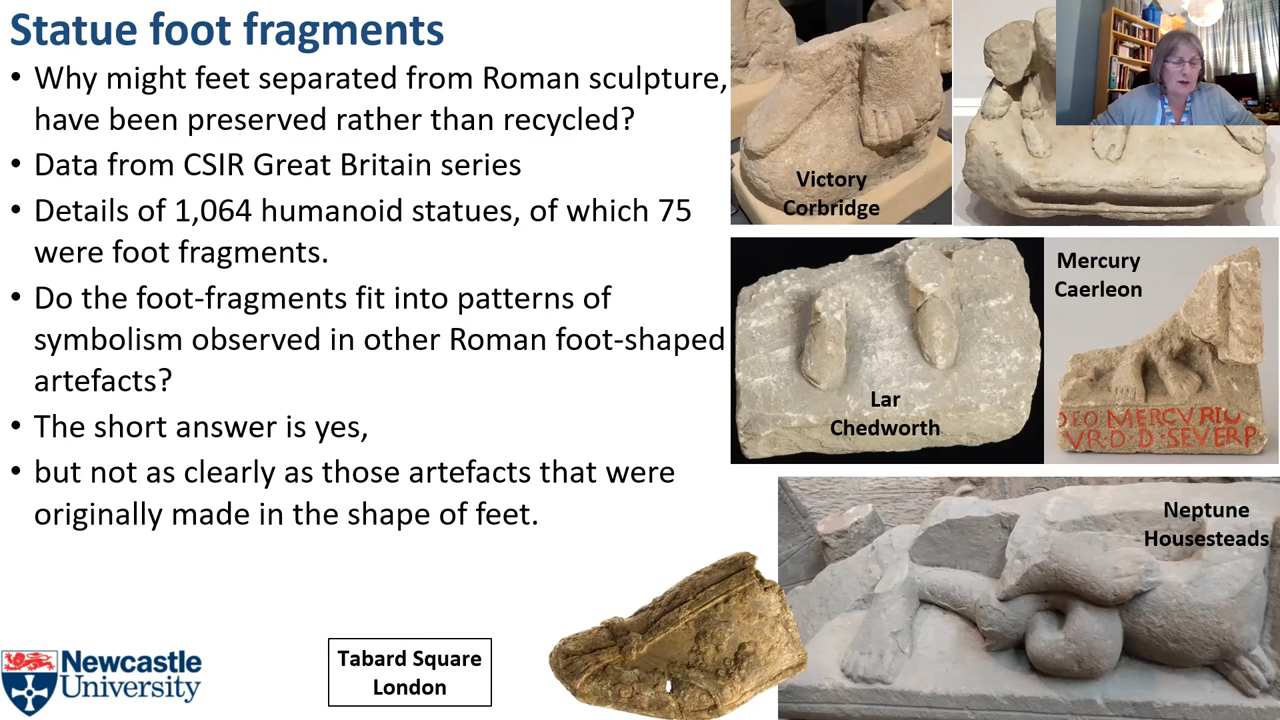 Statue foot fragments
• Why might feet separated from Roman sculpture,
have been preserved rather than recycled?
• Data from CSIR Great Britain series
• Details of 1,064 humanoid statues, of which 75
were foot fragments.
• Do the foot-fragments fit into patterns of
symbolism observed in other Roman foot-shaped
artefacts?
• The short answer is yes,
• but not as clearly as those artefacts that were
originally made in the shape of feet.
Victory
Corbridge
Lar
Chedworth
Mercury
Caerleon
DEO MERCVRIO
VR·D·D·SEVERP
Neptune
Housesteads
Tabard Square
London
Newcastle
University